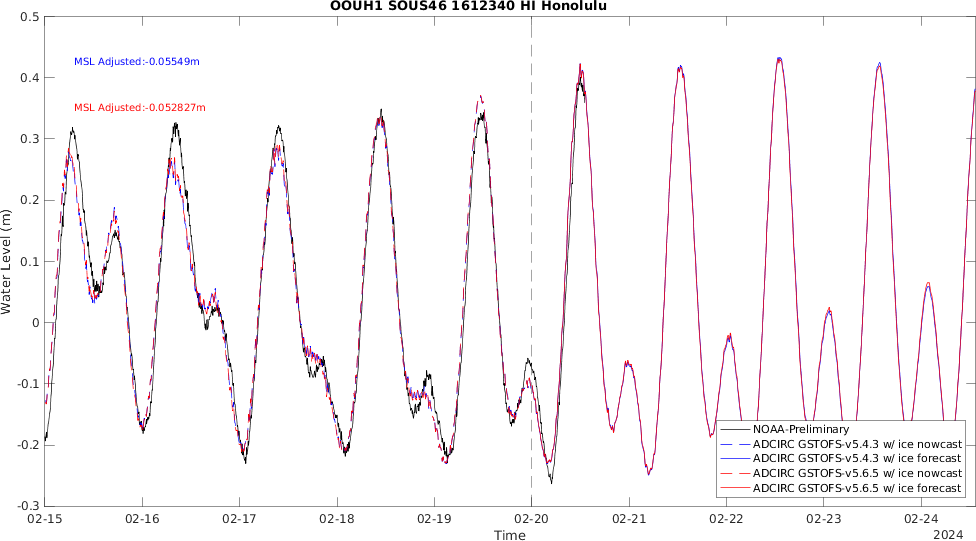 OOUH1 SOUS46 1612340 HI Honolulu
MSL Adjusted:-0.05549m
MSL Adjusted:-0.052827m
Water Level (m)
0.5
0.4
0.3
0.2
0.1
0
-0.1
-0.2
-0.3
NOAA-Preliminary
ADCIRC GSTOFS-v5.4.3 w/ ice nowcast
ADCIRC GSTOFS-v5.4.3 w/ ice forecast
ADCIRC GSTOFS-v5.6.5 w/ ice nowcast
ADCIRC GSTOFS-v5.6.5 w/ ice forecast
02-15 02-16 02-17 02-18 02-19 02-20 02-21 02-22 02-23 02-24
Time
2024